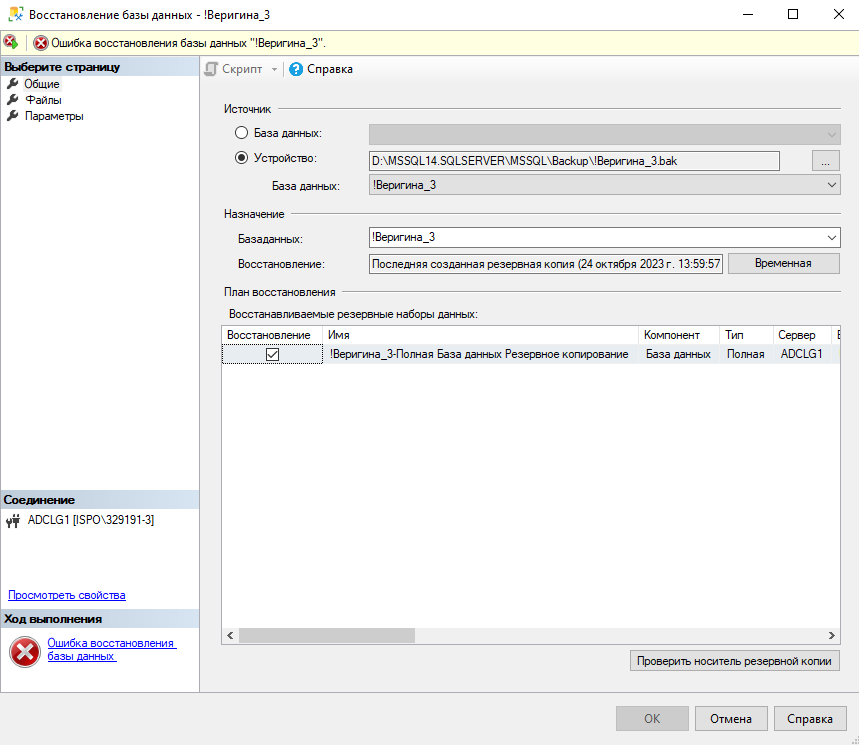 Восстановление базы данных - !Веригина_3
Ошибка восстановления базы данных "!Веригина_3".
Выберите страницу
Общие
Файлы
Параметры
Скрипт
Справка
Источник
База данных:
Устройство:
D:\MSSQL14.SQLSERVER\MSSQL\Backup\!Веригина_3.bak
...
База данных:
!Веригина_3
Назначение
Базаданных:
!Веригина_3
Восстановление:
Последняя созданная резервная копия (24 октября 2023 г. 13:59:57
Временная
План восстановления
Восстанавливаемые резервные наборы данных:
Восстановление Имя Компонент Тип Сервер
!Веригина_3-Полная База данных Резервное копирование База данных Полная ADCLG1
Соединение
ADCLG1 [ISPO\329191-3]
Просмотреть свойства
Ход выполнения
Ошибка восстановления
базы данных
Проверить носитель резервной копии
ОК
Отмена
Справка